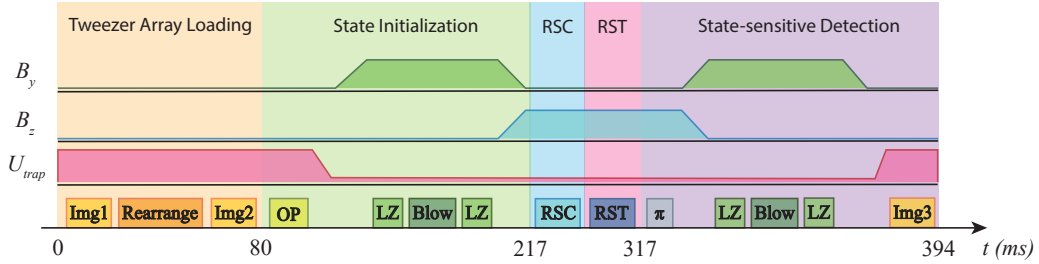 Tweezer Array Loading State Initialization RSC RST State-sensitive Detection
B_y
B_z
U_trap
Img1 Rearrange Img2 OP LZ Blow LZ RSC RST π LZ Blow LZ Img3
0 80 217 317 394 t (ms)